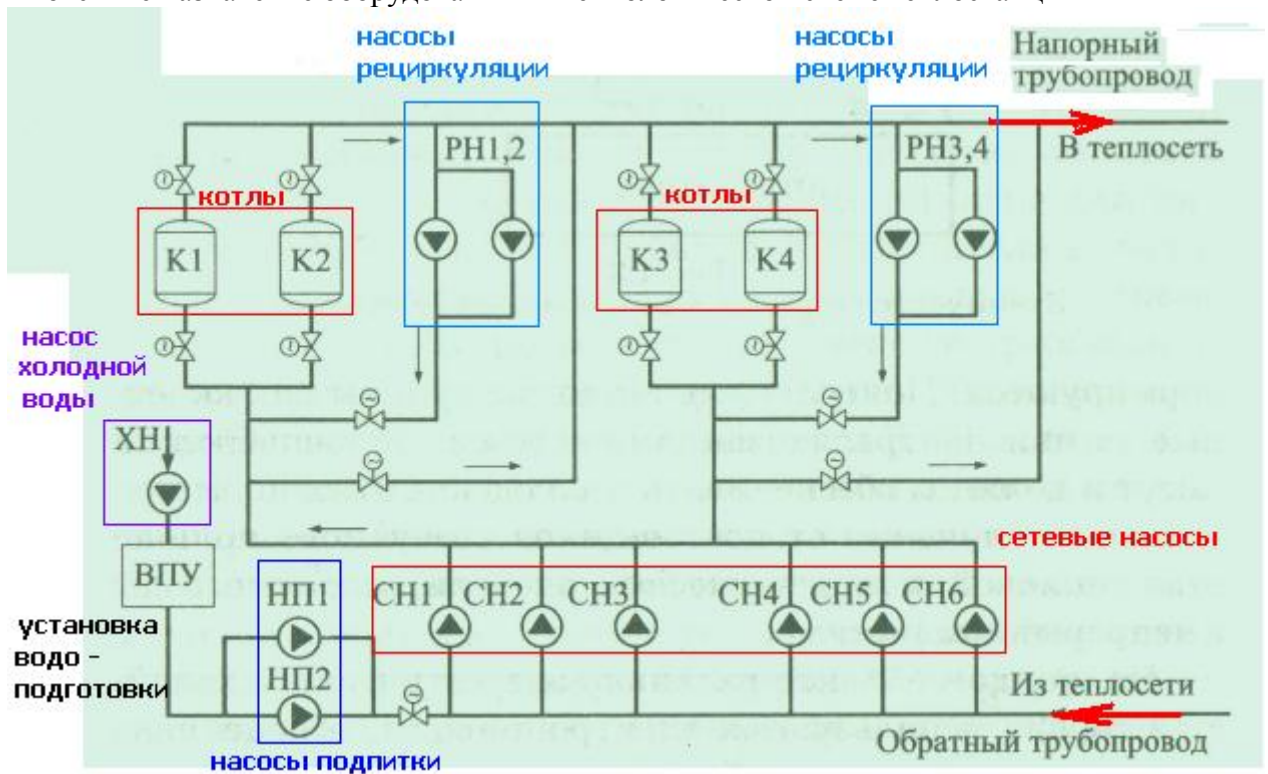 насосы
рециркуляции
насосы
рециркуляции
Напорный
трубопровод
РН1,2
РН3,4
В теплосеть
котлы
котлы
К1
К2
К3
К4
насос
холодной
воды
ХН
сетевые насосы
ВПУ
НП1
СН1
СН2
СН3
СН4
СН5
СН6
установка
водо -
подготовки
НП2
Из теплосети
Обратный трубопровод
насосы подпитки